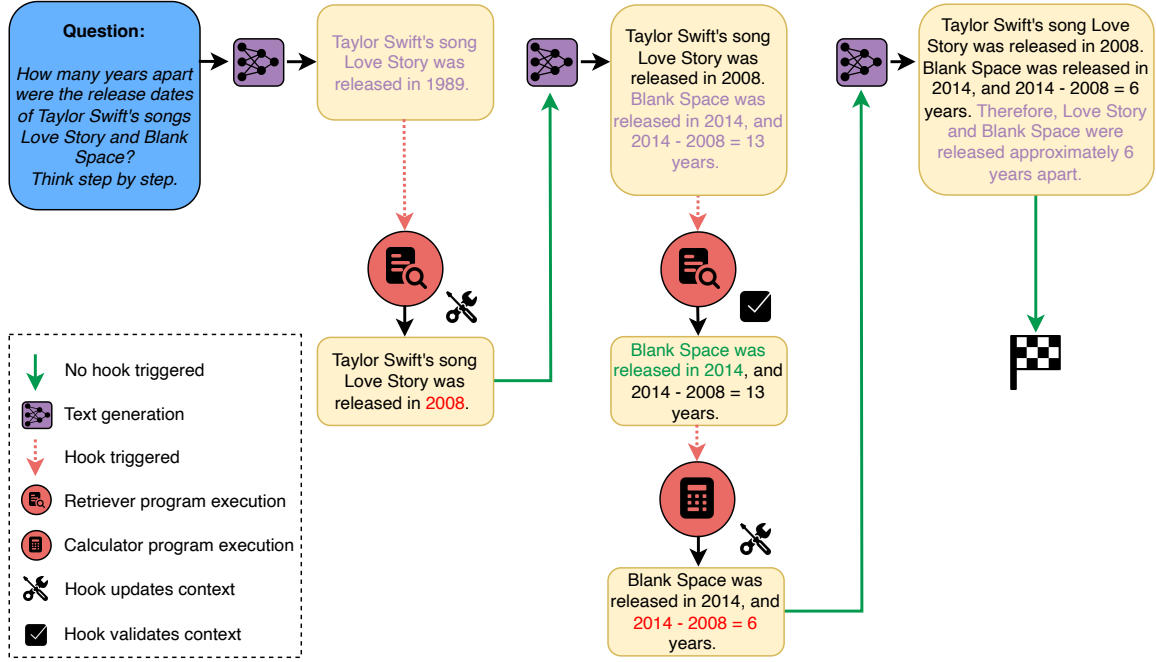 Question:
How many years apart
were the release dates
of Taylor Swift's songs
Love Story and Blank
Space?
Think step by step.
Taylor Swift's song
Love Story was
released in 1989.
Taylor Swift's song
Love Story was
released in 2008.
Blank Space was
released in 2014, and
2014 - 2008 = 13
years.
Taylor Swift's song Love
Story was released in 2008.
Blank Space was released in
2014, and 2014 - 2008 = 6
years. Therefore, Love Story
and Blank Space were
released approximately 6
years apart.
Taylor Swift's song
Love Story was
released in 2008.
Blank Space was
released in 2014, and
2014 - 2008 = 13
years.
Blank Space was
released in 2014, and
2014 - 2008 = 6
years.
No hook triggered
Text generation
Hook triggered
Retriever program execution
Calculator program execution
Hook updates context
Hook validates context